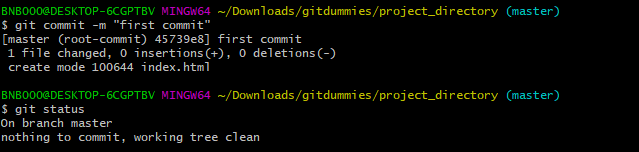 BNB000@DESKTOP-6CGPTBV MINGW64 ~/Downloads/gitdummies/project_directory (master)
$ git commit -m "first commit"
[master (root-commit) 45739e8] first commit
 1 file changed, 0 insertions(+), 0 deletions(-)
 create mode 100644 index.html

BNB000@DESKTOP-6CGPTBV MINGW64 ~/Downloads/gitdummies/project_directory (master)
$ git status
On branch master
nothing to commit, working tree clean